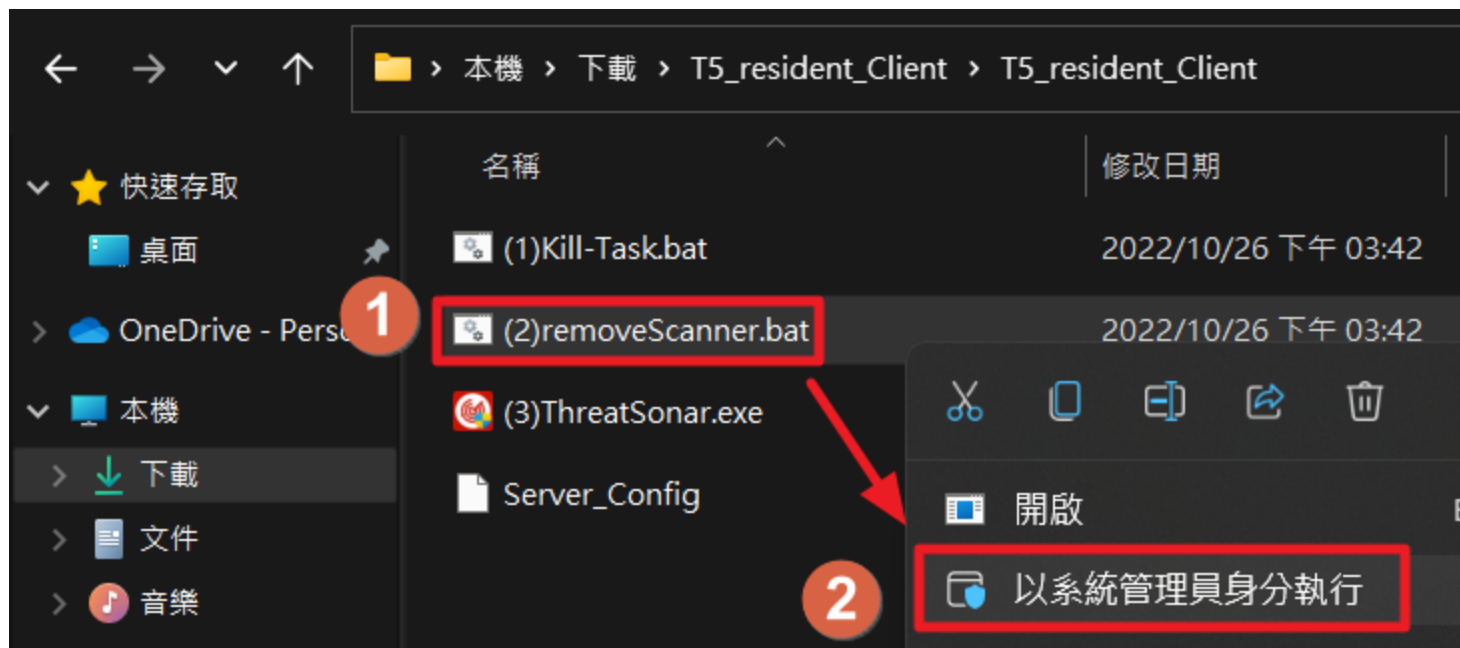 本機 > 下載 > T5_resident_Client > T5_resident_Client
名稱 修改日期
快速存取
桌面
OneDrive - Perso
本機
下載
文件
音樂
(1)Kill-Task.bat 2022/10/26 下午 03:42
1
(2)removeScanner.bat 2022/10/26 下午 03:42
(3)ThreatSonar.exe
Server_Config
開啟
2
以系統管理員身分執行